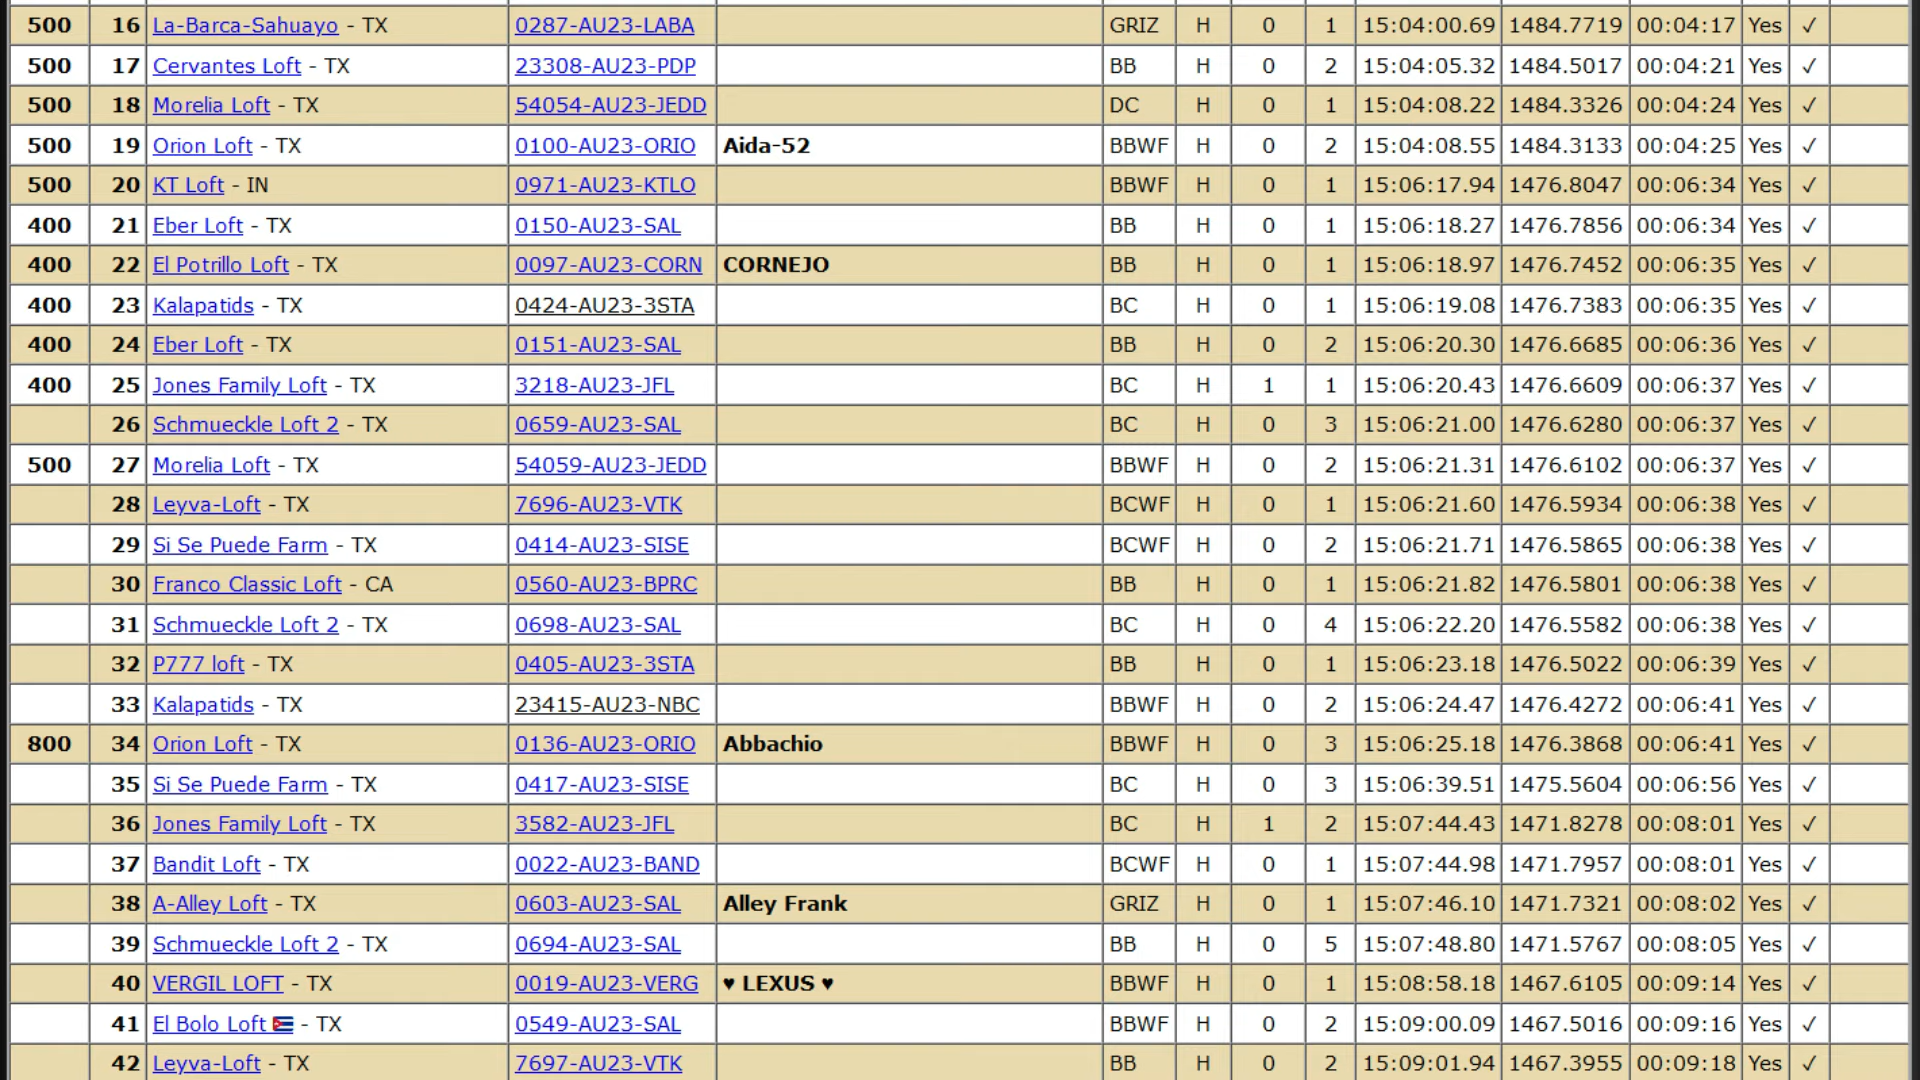 500 16 La-Barca-Sahuayo - TX 0287-AU23-LABA GRIZ H 0 1 15:04:00.69 1484.7719 00:04:17 Yes ✓
500 17 Cervantes Loft - TX 23308-AU23-PDP BB H 0 2 15:04:05.32 1484.5017 00:04:21 Yes ✓
500 18 Morelia Loft - TX 54054-AU23-JEDD DC H 0 1 15:04:08.22 1484.3326 00:04:24 Yes ✓
500 19 Orion Loft - TX 0100-AU23-ORIO Aida-52 BBWF H 0 2 15:04:08.55 1484.3133 00:04:25 Yes ✓
500 20 KT Loft - IN 0971-AU23-KTLO BBWF H 0 1 15:06:17.94 1476.8047 00:06:34 Yes ✓
400 21 Eber Loft - TX 0150-AU23-SAL BB H 0 1 15:06:18.27 1476.7856 00:06:34 Yes ✓
400 22 El Potrillo Loft - TX 0097-AU23-CORN CORNEJO BB H 0 1 15:06:18.97 1476.7452 00:06:35 Yes ✓
400 23 Kalapatids - TX 0424-AU23-3STA BC H 0 1 15:06:19.08 1476.7383 00:06:35 Yes ✓
400 24 Eber Loft - TX 0151-AU23-SAL BB H 0 2 15:06:20.30 1476.6685 00:06:36 Yes ✓
400 25 Jones Family Loft - TX 3218-AU23-JFL BC H 1 1 15:06:20.43 1476.6609 00:06:37 Yes ✓
26 Schmueckle Loft 2 - TX 0659-AU23-SAL BC H 0 3 15:06:21.00 1476.6280 00:06:37 Yes ✓
500 27 Morelia Loft - TX 54059-AU23-JEDD BBWF H 0 2 15:06:21.31 1476.6102 00:06:37 Yes ✓
28 Leyva-Loft - TX 7696-AU23-VTK BCWF H 0 1 15:06:21.60 1476.5934 00:06:38 Yes ✓
29 Si Se Puede Farm - TX 0414-AU23-SISE BCWF H 0 2 15:06:21.71 1476.5865 00:06:38 Yes ✓
30 Franco Classic Loft - CA 0560-AU23-BPRC BB H 0 1 15:06:21.82 1476.5801 00:06:38 Yes ✓
31 Schmueckle Loft 2 - TX 0698-AU23-SAL BC H 0 4 15:06:22.20 1476.5582 00:06:38 Yes ✓
32 P777 loft - TX 0405-AU23-3STA BB H 0 1 15:06:23.18 1476.5022 00:06:39 Yes ✓
33 Kalapatids - TX 23415-AU23-NBC BBWF H 0 2 15:06:24.47 1476.4272 00:06:41 Yes ✓
800 34 Orion Loft - TX 0136-AU23-ORIO Abbachio BBWF H 0 3 15:06:25.18 1476.3868 00:06:41 Yes ✓
35 Si Se Puede Farm - TX 0417-AU23-SISE BC H 0 3 15:06:39.51 1475.5604 00:06:56 Yes ✓
36 Jones Family Loft - TX 3582-AU23-JFL BC H 1 2 15:07:44.43 1471.8278 00:08:01 Yes ✓
37 Bandit Loft - TX 0022-AU23-BAND BCWF H 0 1 15:07:44.98 1471.7957 00:08:01 Yes ✓
38 A-Alley Loft - TX 0603-AU23-SAL Alley Frank GRIZ H 0 1 15:07:46.10 1471.7321 00:08:02 Yes ✓
39 Schmueckle Loft 2 - TX 0694-AU23-SAL BB H 0 5 15:07:48.80 1471.5767 00:08:05 Yes ✓
40 VERGIL LOFT - TX 0019-AU23-VERG ♥ LEXUS ♥ BBWF H 0 1 15:08:58.18 1467.6105 00:09:14 Yes ✓
41 El Bolo Loft 🇨🇺 - TX 0549-AU23-SAL BBWF H 0 2 15:09:00.09 1467.5016 00:09:16 Yes ✓
42 Leyva-Loft - TX 7697-AU23-VTK BB H 0 2 15:09:01.94 1467.3955 00:09:18 Yes ✓